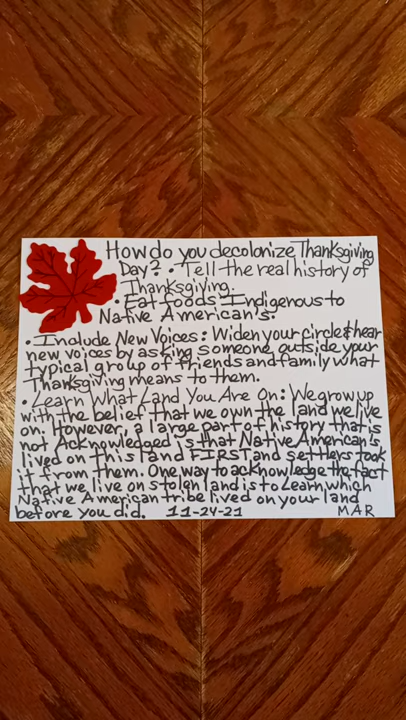 How do you decolonize Thanksgiving
Day? • Tell the real history of
Thanksgiving.
• Eat foods Indigenous to
Native American's.
• Include New Voices: Widen your circle & hear
new voices by asking someone outside your
typical group of friends and family what
Thanksgiving means to them.
• Learn What Land You Are On: We grow up
with the belief that we own the land we live
on. However, a large part of history that is
not Acknowledged is that Native American's
lived on this land FIRST and settlers took
it from them. One way to acknowledge the fact
that we live on stolen land is to Learn which
Native American tribe lived on your land
before you did. 11-24-21 MAR